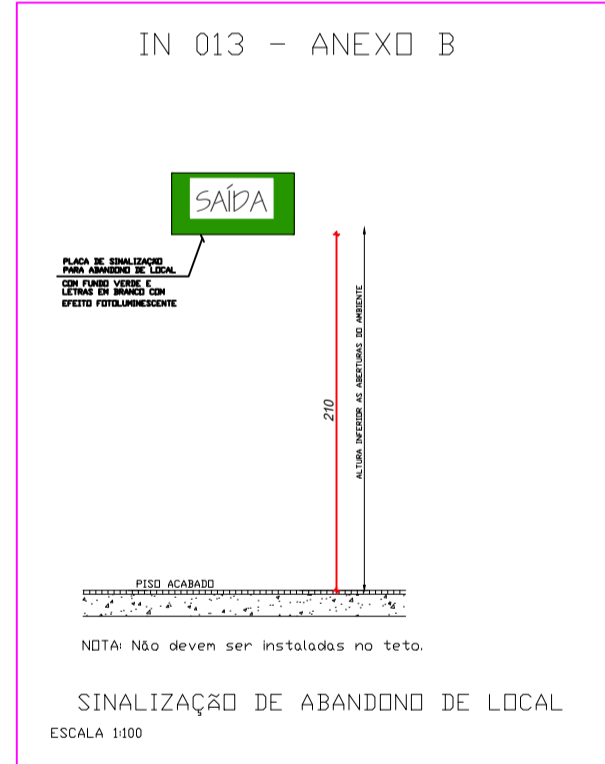 IN 013 - ANEXO B
SAÍDA
PLACA DE SINALIZAÇÃO
PARA ABANDONO DE LOCAL
COM FUNDO VERDE E
LETRAS EM BRANCO COM
EFEITO FOTOLUMINESCENTE
210
ALTURA INFERIOR AS ABERTURAS DO AMBIENTE
PISO ACABADO
NOTA: Não devem ser instaladas no teto.
SINALIZAÇÃO DE ABANDONO DE LOCAL
ESCALA 1:100